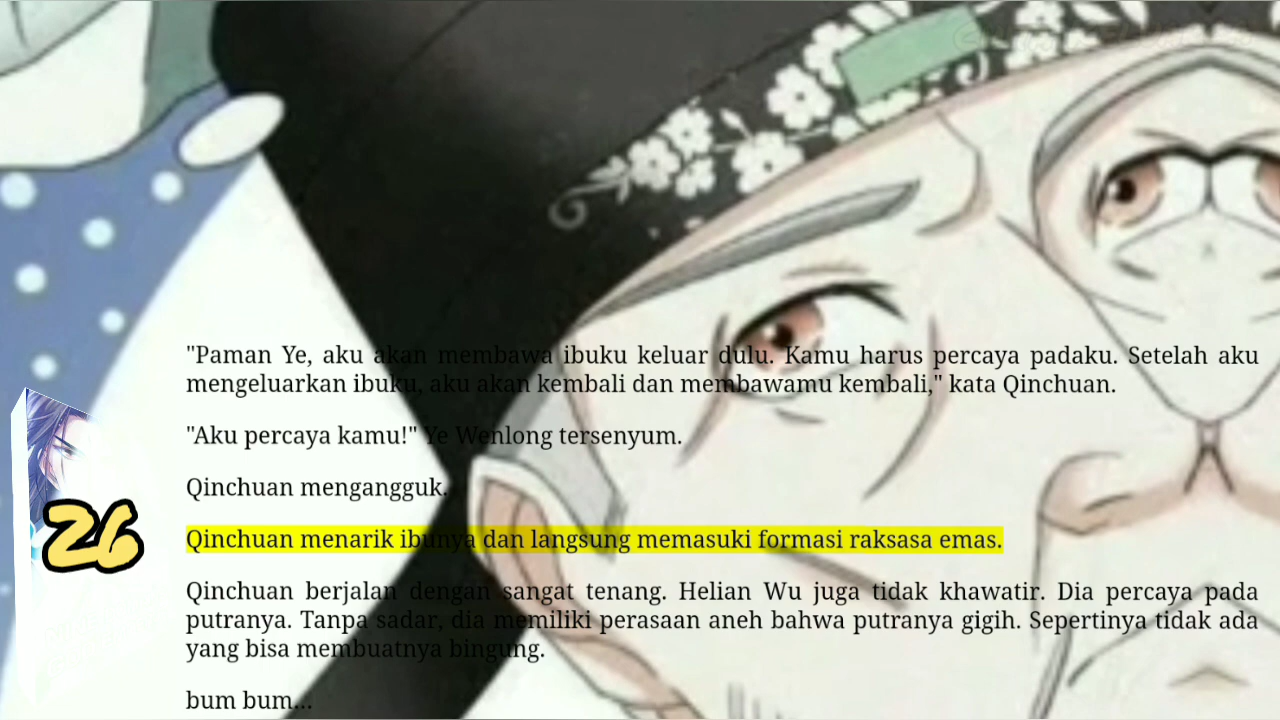 "Paman Ye, aku akan membawa ibuku keluar dulu. Kamu harus percaya padaku. Setelah aku
mengeluarkan ibuku, aku akan kembali dan membawamu kembali," kata Qinchuan.
"Aku percaya kamu!" Ye Wenlong tersenyum.
Qinchuan mengangguk.
Qinchuan menarik ibunya dan langsung memasuki formasi raksasa emas.
Qinchuan berjalan dengan sangat tenang. Helian Wu juga tidak khawatir. Dia percaya pada
putranya. Tanpa sadar, dia memiliki perasaan aneh bahwa putranya gigih. Sepertinya tidak ada
yang bisa membuatnya bingung.
bum bum...
26